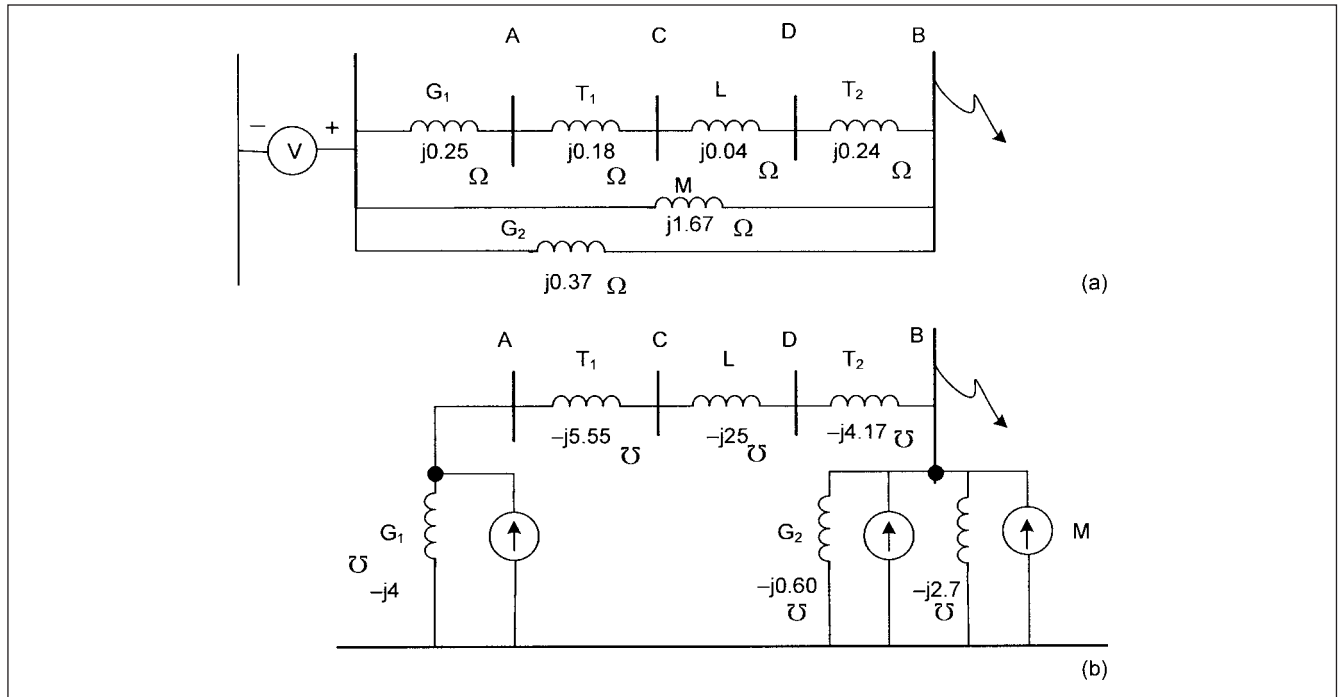 A C D B
G₁ T₁ L T₂
– V +
j0.25 Ω j0.18 Ω j0.04 Ω j0.24 Ω
M
j1.67 Ω
G₂
j0.37 Ω
(a)
A C D B
T₁ L T₂
–j5.55 ℧ –j25 ℧ –j4.17 ℧
G₁ G₂ M
℧ –j4 –j0.60 ℧ –j2.7 ℧
(b)